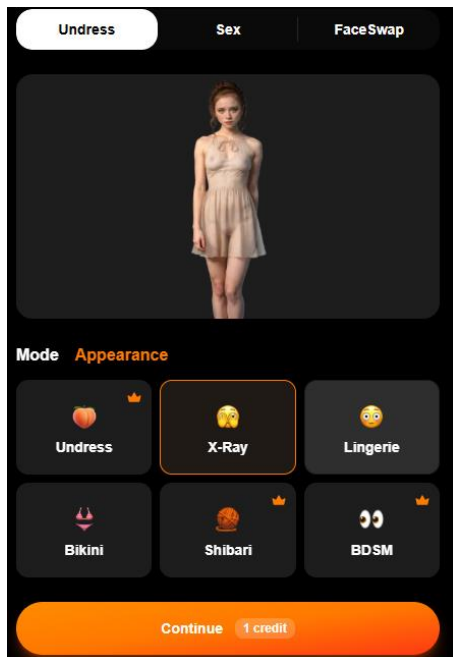 Undress Sex FaceSwap
Mode Appearance
Undress X-Ray Lingerie
Bikini Shibari BDSM
Continue 1 credit